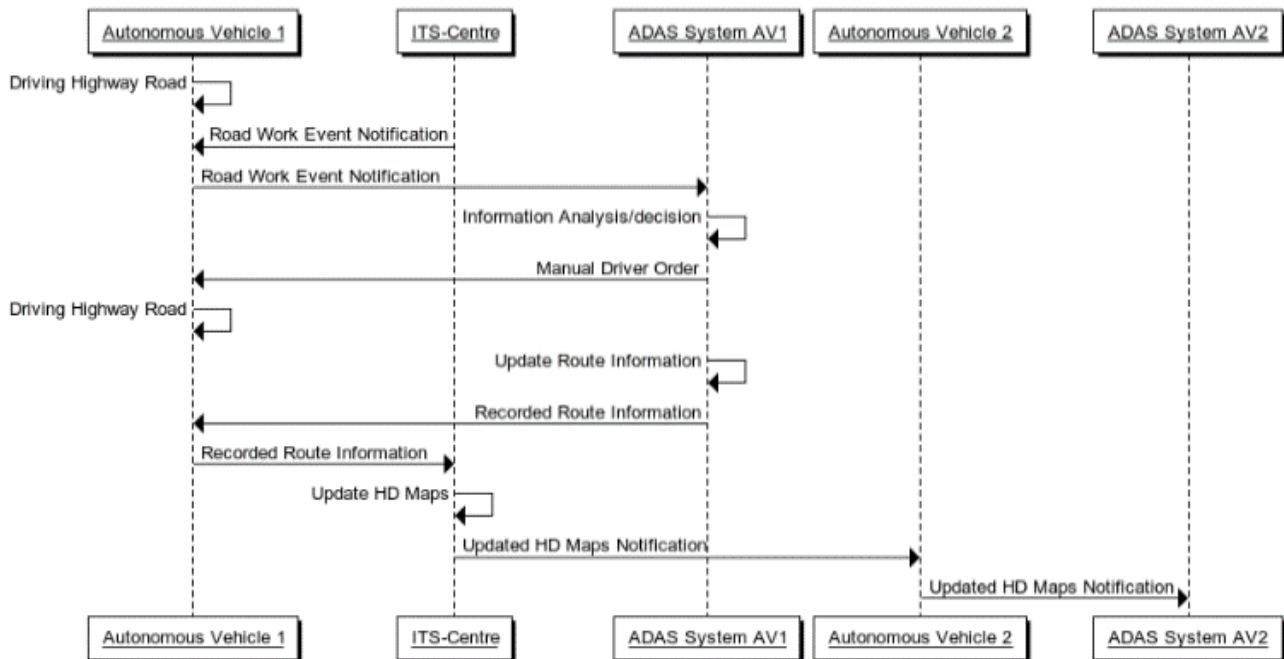 Autonomous Vehicle 1
ITS-Centre
ADAS System AV1
Autonomous Vehicle 2
ADAS System AV2
Driving Highway Road
Road Work Event Notification
Road Work Event Notification
Information Analysis/decision
Manual Driver Order
Driving Highway Road
Update Route Information
Recorded Route Information
Recorded Route Information
Update HD Maps
Updated HD Maps Notification
Updated HD Maps Notification
Autonomous Vehicle 1
ITS-Centre
ADAS System AV1
Autonomous Vehicle 2
ADAS System AV2